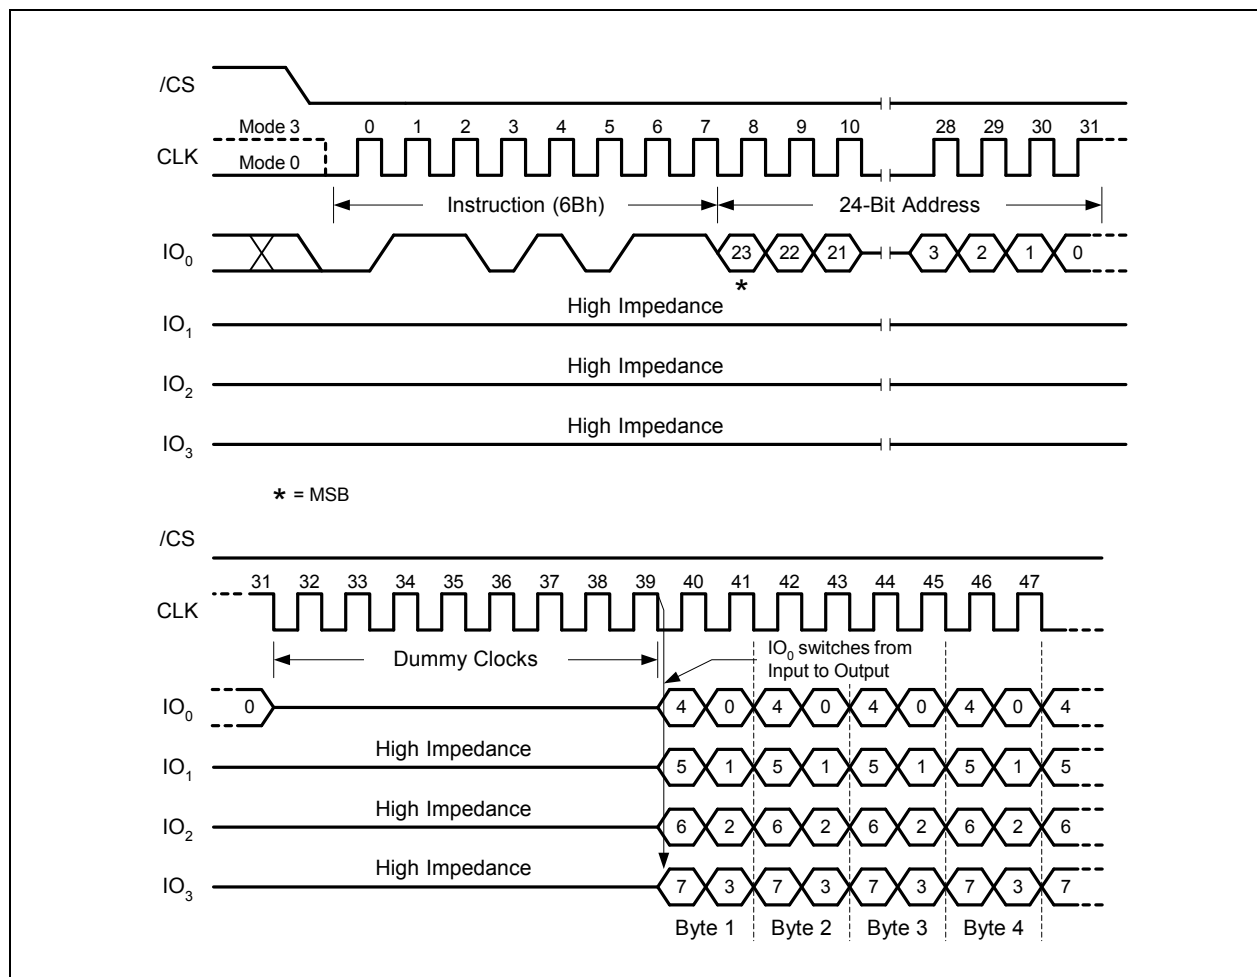 /CS
Mode 3 0 1 2 3 4 5 6 7 8 9 10 28 29 30 31
CLK
Mode 0
Instruction (6Bh) 24-Bit Address
IO0 23 22 21 3 2 1 0
*
High Impedance
IO1
High Impedance
IO2
High Impedance
IO3
* = MSB
/CS
31 32 33 34 35 36 37 38 39 40 41 42 43 44 45 46 47
CLK
Dummy Clocks
IO0 switches from
Input to Output
IO0 0 4 0 4 0 4 0 4 0 4
High Impedance
IO1 5 1 5 1 5 1 5 1 5
High Impedance
IO2 6 2 6 2 6 2 6 2 6
High Impedance
IO3 7 3 7 3 7 3 7 3 7
Byte 1 Byte 2 Byte 3 Byte 4